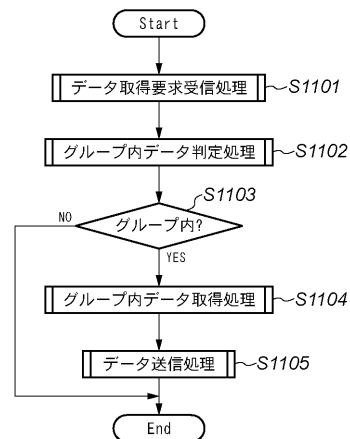 Start
データ取得要求受信処理
S1101
グループ内データ判定処理
S1102
S1103
グループ内?
NO
YES
グループ内データ取得処理
S1104
データ送信処理
S1105
End